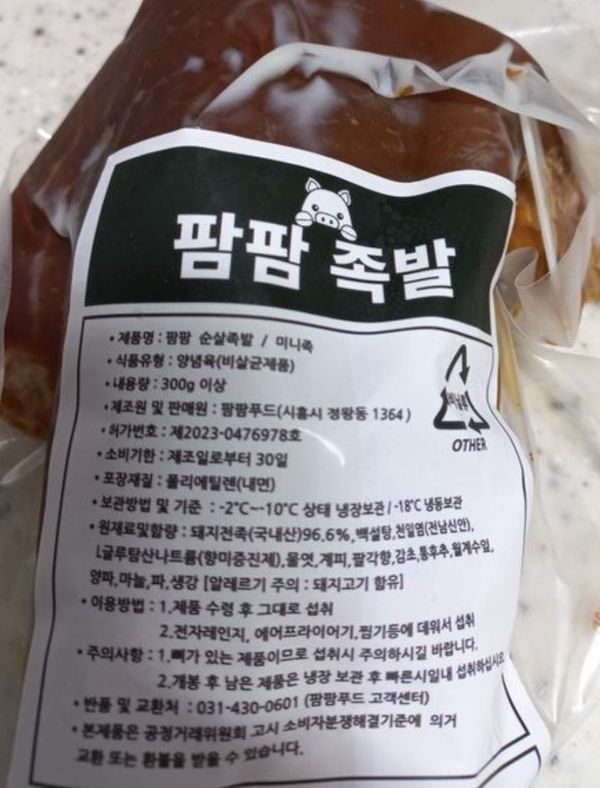 팜팜 족발
• 제품명 : 팜팜 순살족발 / 미니족
• 식품유형 : 양념육(비살균제품)
• 내용량 : 300g 이상
• 제조원 및 판매원 : 팜팜푸드(시흥시 정왕동 1364)
• 허가번호 : 제2023-0476978호
• 소비기한 : 제조일로부터 30일
• 포장재질 : 폴리에틸렌(내면)
비닐류
OTHER
• 보관방법 및 기준 : -2°C~-10°C 상태 냉장보관 / -18°C 냉동보관
• 원재료및함량 : 돼지전족(국내산)96.6%,백설탕,천일염(전남신안),
L글루탐산나트륨(향미증진제),물엿,계피,팔각향,감초,통후추,월계수잎,
양파,마늘,파,생강 [알레르기 주의 : 돼지고기 함유]
• 이용방법 : 1.제품 수령 후 그대로 섭취
2.전자레인지, 에어프라이어기,찜기등에 데워서 섭취
• 주의사항 : 1.뼈가 있는 제품이므로 섭취시 주의하시길 바랍니다.
2.개봉 후 남은 제품은 냉장 보관 후 빠른시일내 섭취하십시오
• 반품 및 교환처 : 031-430-0601 (팜팜푸드 고객센터)
• 본제품은 공정거래위원회 고시 소비자분쟁해결기준에 의거
교환 또는 환불을 받을 수 있습니다.